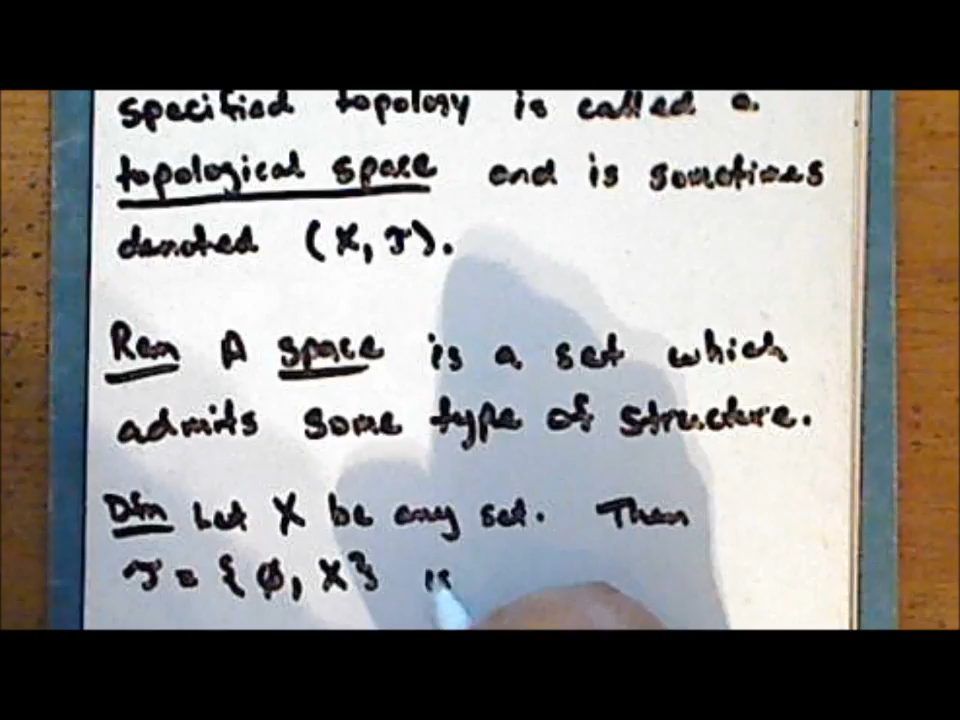 specified topology is called a
topological space and is sometimes
denoted (X, T).
Rem A space is a set which
admits some type of structure.
Dfn Let X be any set. Then
T = {∅, X} is